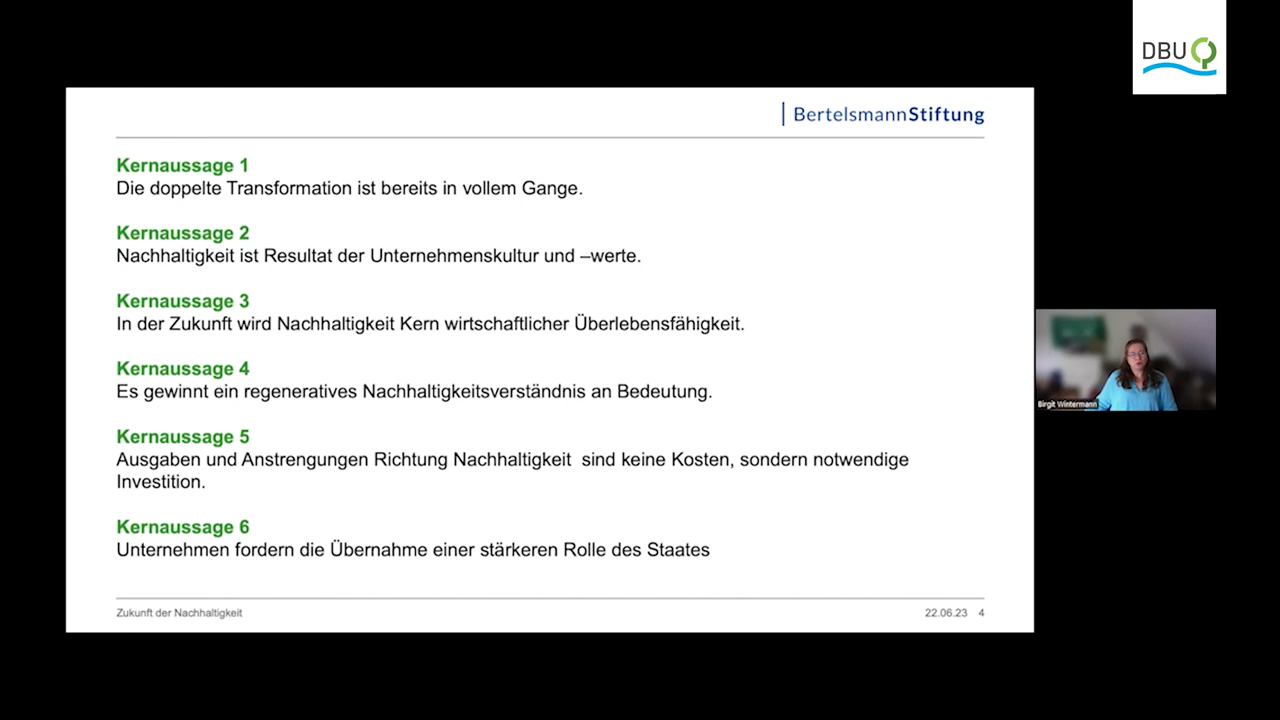 DBU
BertelsmannStiftung
Kernaussage 1
Die doppelte Transformation ist bereits in vollem Gange.
Kernaussage 2
Nachhaltigkeit ist Resultat der Unternehmenskultur und –werte.
Kernaussage 3
In der Zukunft wird Nachhaltigkeit Kern wirtschaftlicher Überlebensfähigkeit.
Kernaussage 4
Es gewinnt ein regeneratives Nachhaltigkeitsverständnis an Bedeutung.
Kernaussage 5
Ausgaben und Anstrengungen Richtung Nachhaltigkeit  sind keine Kosten, sondern notwendige
Investition.
Kernaussage 6
Unternehmen fordern die Übernahme einer stärkeren Rolle des Staates
Zukunft der Nachhaltigkeit
22.06.23 4
Birgit Wintermann